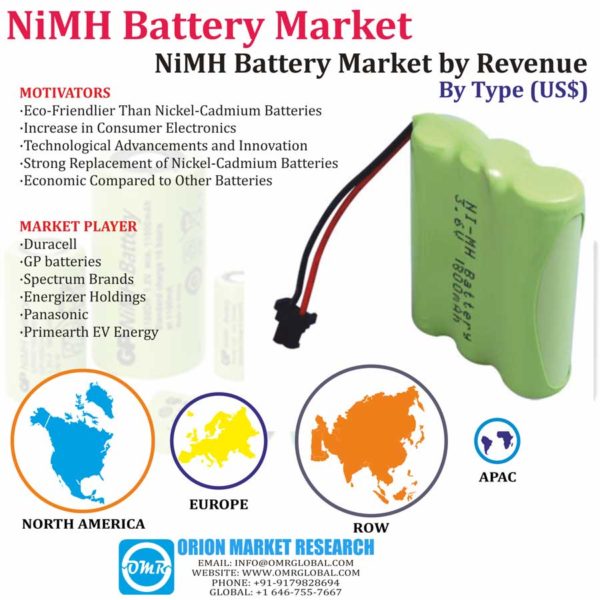 NiMH Battery Market
NiMH Battery Market by Revenue
By Type (US$)
MOTIVATORS
·Eco-Friendlier Than Nickel-Cadmium Batteries
·Increase in Consumer Electronics
·Technological Advancements and Innovation
·Strong Replacement of Nickel-Cadmium Batteries
·Economic Compared to Other Batteries
MARKET PLAYER
·Duracell
·GP batteries
·Spectrum Brands
·Energizer Holdings
·Panasonic
·Primearth EV Energy
NI-MH Battery
3.6V 1800mAh
NORTH AMERICA
EUROPE
ROW
APAC
OMR
ORION MARKET RESEARCH
EMAIL: INFO@OMRGLOBAL.COM
WEBSITE: WWW.OMRGLOBAL.COM
PHONE: +91-9179828694
GLOBAL: +1 646-755-7667